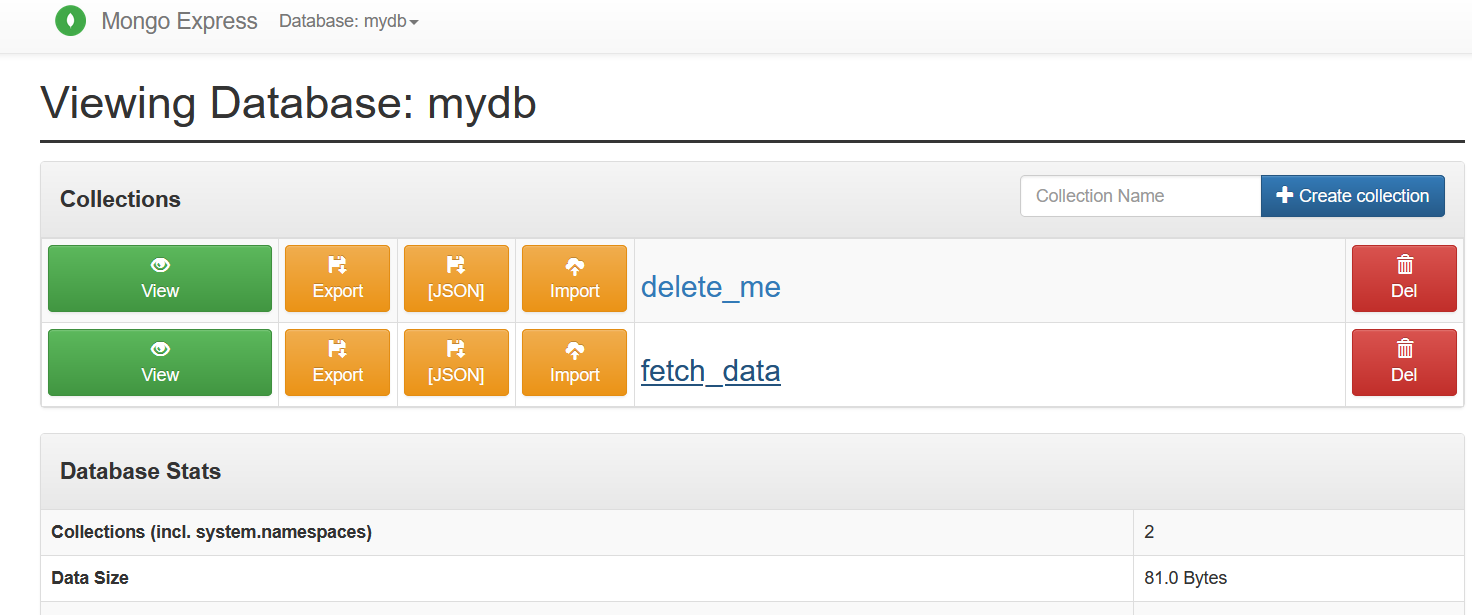 Mongo Express Database: mydb
Viewing Database: mydb
Collections Collection Name Create collection
View Export [JSON] Import delete_me Del
View Export [JSON] Import fetch_data Del
Database Stats
Collections (incl. system.namespaces) 2
Data Size 81.0 Bytes